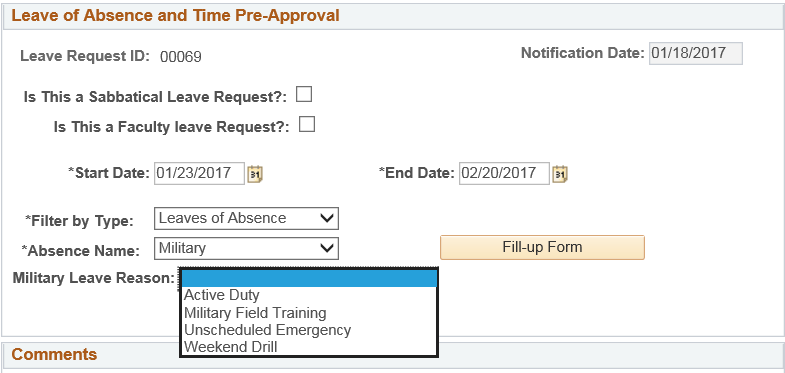 Leave of Absence and Time Pre-Approval
Leave Request ID: 00069 Notification Date: 01/18/2017
Is This a Sabbatical Leave Request?:
Is This a Faculty leave Request?:
*Start Date: 01/23/2017 31 *End Date: 02/20/2017 31
*Filter by Type: Leaves of Absence
*Absence Name: Military Fill-up Form
Military Leave Reason:
Active Duty
Military Field Training
Unscheduled Emergency
Weekend Drill
Comments